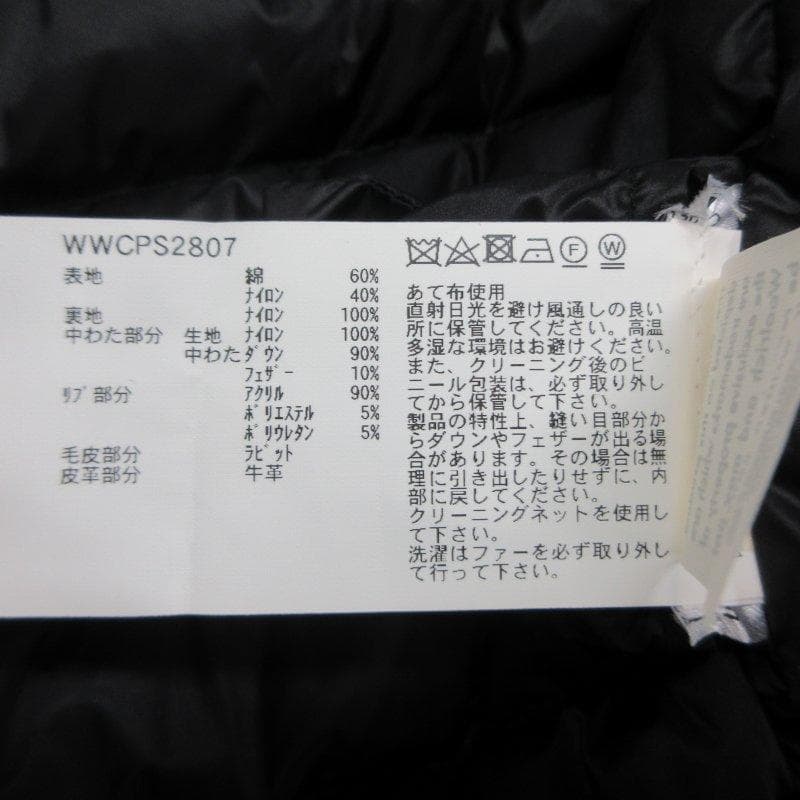 WWCPS2807
表地 綿 60%
ナイロン 40%
裏地 ナイロン 100%
中わた部分 生地 ナイロン 100%
中わた ダウン 90%
フェザー 10%
リブ部分 アクリル 90%
ポリエステル 5%
ポリウレタン 5%
毛皮部分 ラビット
皮革部分 牛革
F W
あて布使用
直射日光を避け風通しの良い
所に保管してください。高温
多湿な環境はお避けください。
また、クリーニング後のビ
ニール包装は、必ず取り外し
てから保管して下さい。
製品の特性上、縫い目部分か
らダウンやフェザーが出る場
合があります。その場合は無
理に引き出したりせずに、内
部に戻してください。
クリーニングネットを使用し
て下さい。
洗濯はファーを必ず取り外し
て行って下さい。